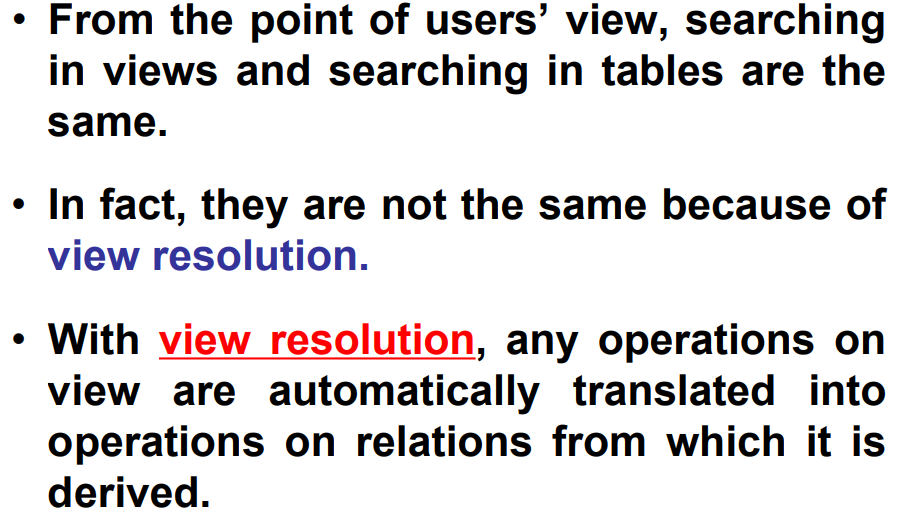 • From the point of users’ view, searching
in views and searching in tables are the
same.
• In fact, they are not the same because of
view resolution.
• With view resolution, any operations on
view are automatically translated into
operations on relations from which it is
derived.